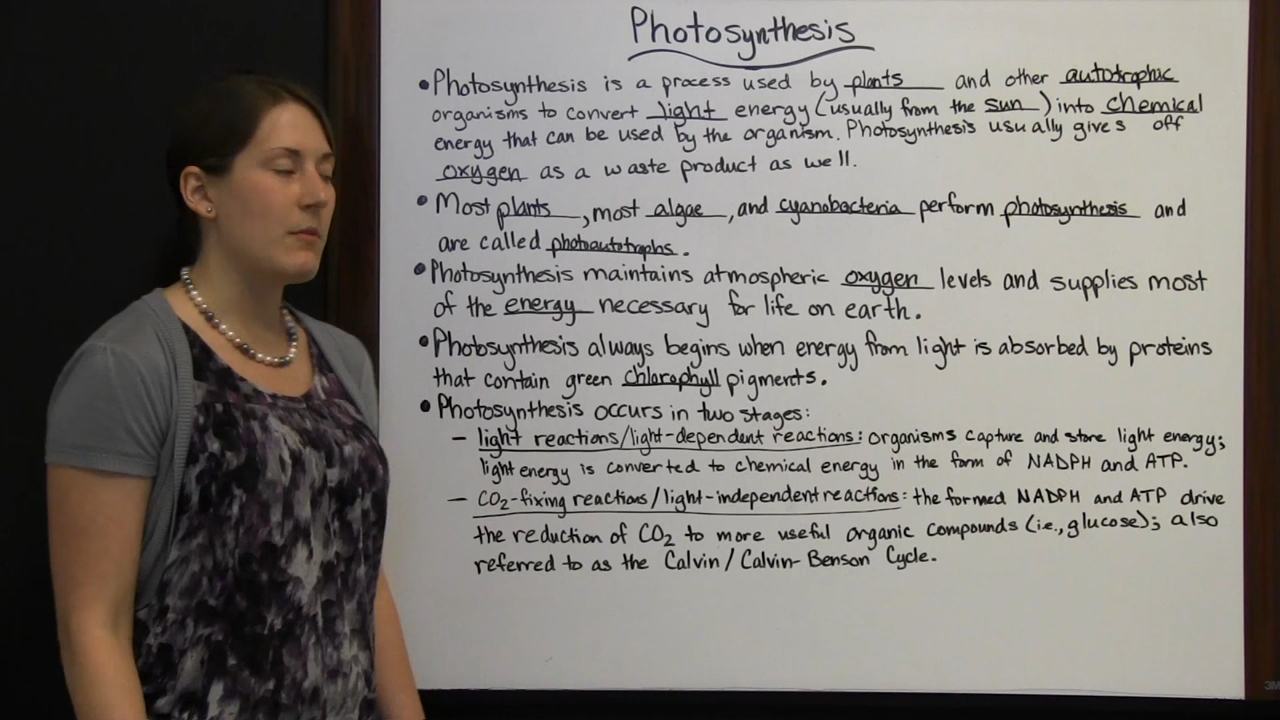 Photosynthesis
• Photosynthesis is a process used by plants and other autotrophic
organisms to convert light energy (usually from the sun) into chemical
energy that can be used by the organism. Photosynthesis usually gives off
oxygen as a waste product as well.
• Most plants, most algae, and cyanobacteria perform photosynthesis and
are called photoautotrophs.
• Photosynthesis maintains atmospheric oxygen levels and supplies most
of the energy necessary for life on earth.
• Photosynthesis always begins when energy from light is absorbed by proteins
that contain green chlorophyll pigments.
• Photosynthesis occurs in two stages:
– light reactions/light-dependent reactions: organisms capture and store light energy;
light energy is converted to chemical energy in the form of NADPH and ATP.
– CO₂-fixing reactions/light-independent reactions: the formed NADPH and ATP drive
the reduction of CO₂ to more useful organic compounds (i.e., glucose); also
referred to as the Calvin/Calvin-Benson Cycle.
3M